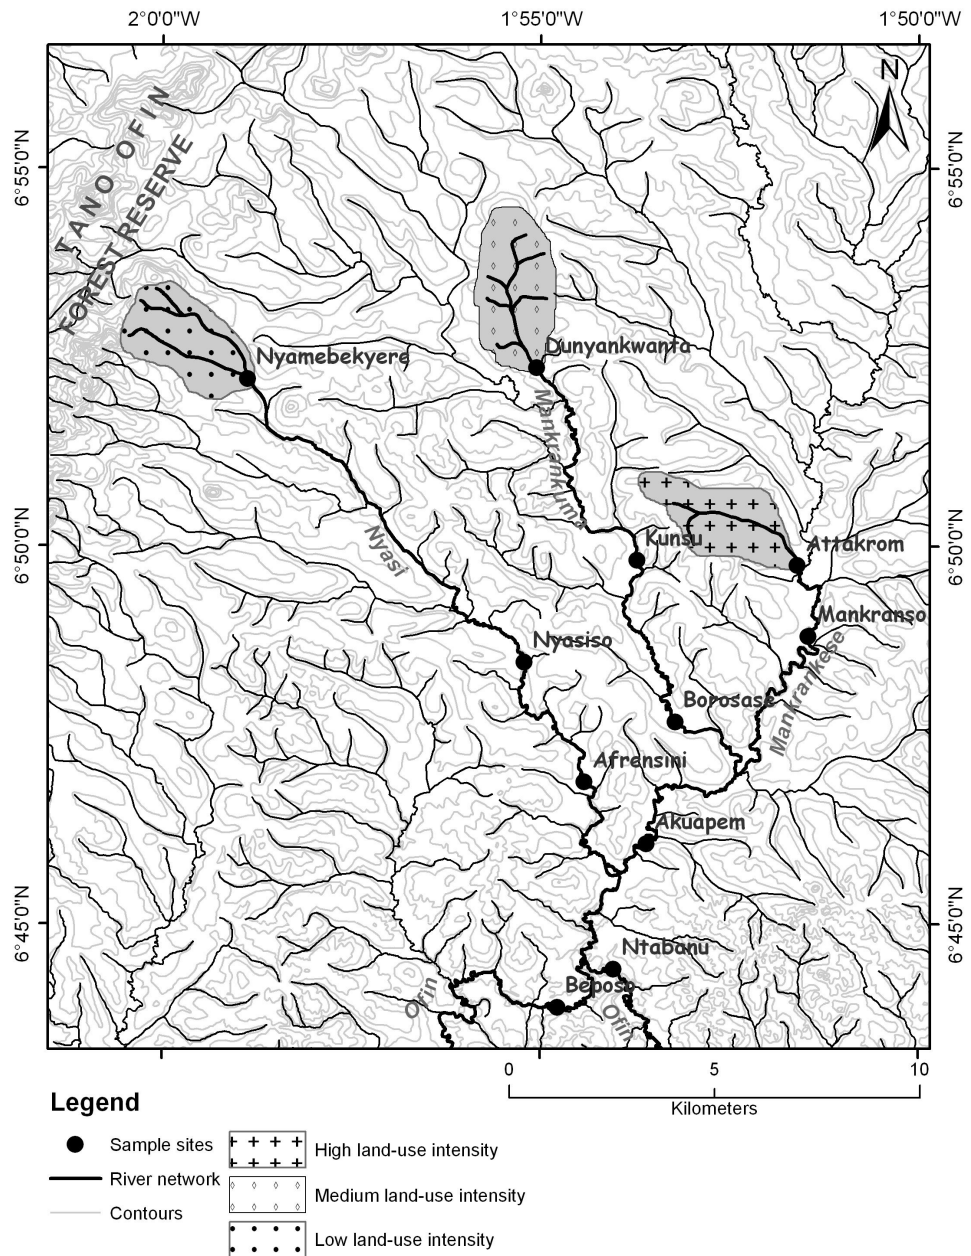 2°0'0"W
1°55'0"W
1°50'0"W
N
6°55'0"N
6°55'0"N
TANO OFIN
FOREST RESERVE
Nyamebekyere
Dunyankwanta
Mankrankuma
Kunsu
Attakrom
6°50'0"N
6°50'0"N
Nyasi
Mankranso
Nyasiso
Mankrankese
Borosase
Afrensini
Akuapem
6°45'0"N
6°45'0"N
Ntabanu
Beposo
Ofin
Ofin
0 5 10
Kilometers
Legend
Sample sites
River network
Contours
High land-use intensity
Medium land-use intensity
Low land-use intensity